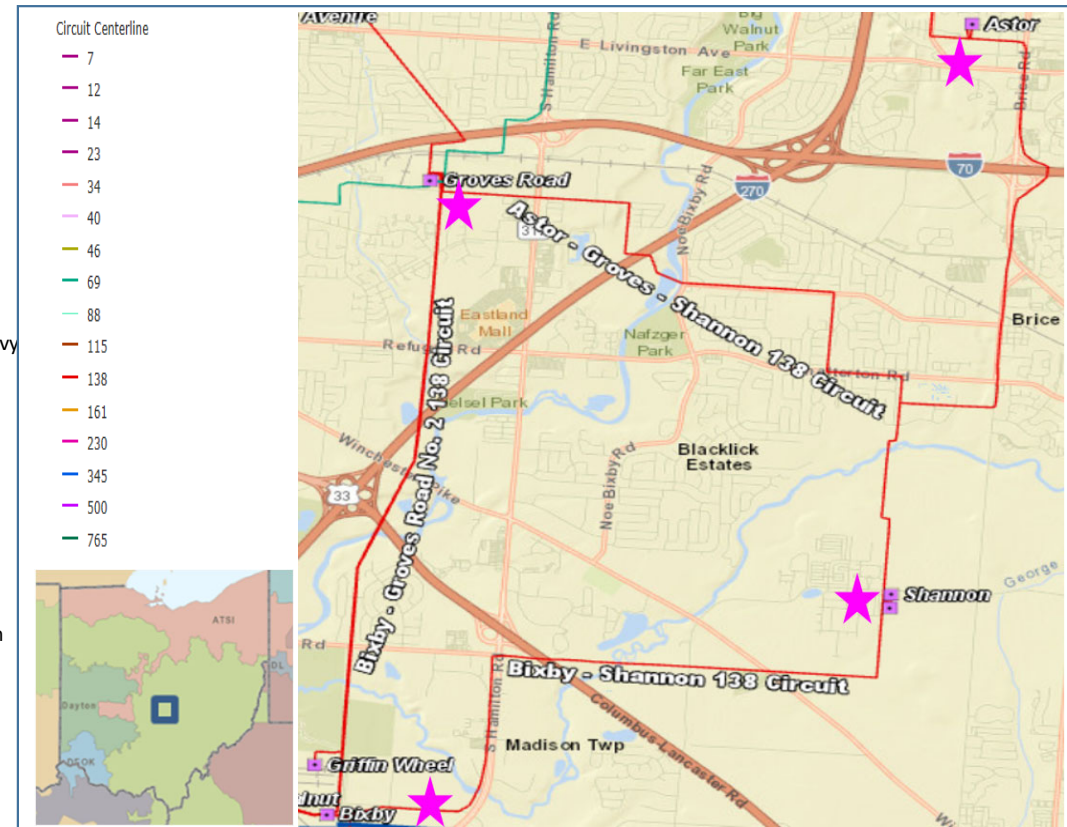 Circuit Centerline
7
12
14
23
34
40
46
69
88
115
138
161
230
345
500
765
vy
n
ATSI
DL
Dayton
Avenue
S Hamilton Rd
E Livingston Ave
Big
Walnut
Park
Far East
Park
Astor
Brice Rd
70
270
Groves Road
Noe Bixby Rd
Astor - Groves - Shannon 138 Circuit
Eastland
Mall
Refugee Rd
Nafzger
Park
Brice
Bixby - Groves Road No. 2 138 Circuit
elsel Park
Winchester Pike
33
Blacklick
Estates
Noe Bixby Rd
Shannon
George
Rd
Bixby - Shannon 138 Circuit
S Hamilton Rd
Columbus-Lancaster Rd
Madison Twp
Griffin Wheel
lnut
Bixby